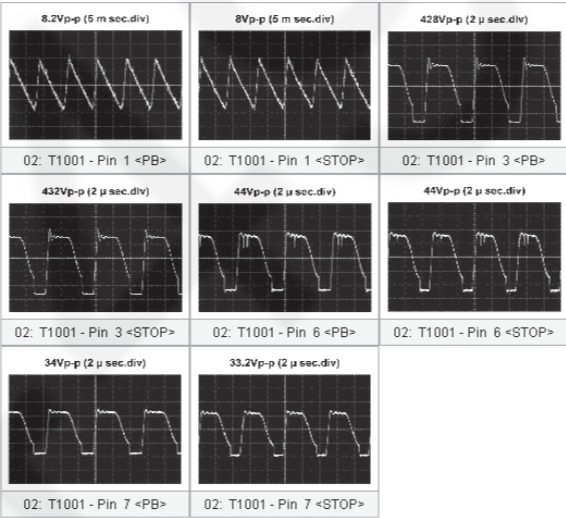 8.2Vp-p (5 m sec.div)
8Vp-p (5 m sec.div)
428Vp-p (2 µ sec.div)
02: T1001 - Pin 1 <PB>
02: T1001 - Pin 1 <STOP>
02: T1001 - Pin 3 <PB>
432Vp-p (2 µ sec.div)
44Vp-p (2 µ sec.div)
44Vp-p (2 µ sec.div)
02: T1001 - Pin 3 <STOP>
02: T1001 - Pin 6 <PB>
02: T1001 - Pin 6 <STOP>
34Vp-p (2 µ sec.div)
33.2Vp-p (2 µ sec.div)
02: T1001 - Pin 7 <PB>
02: T1001 - Pin 7 <STOP>